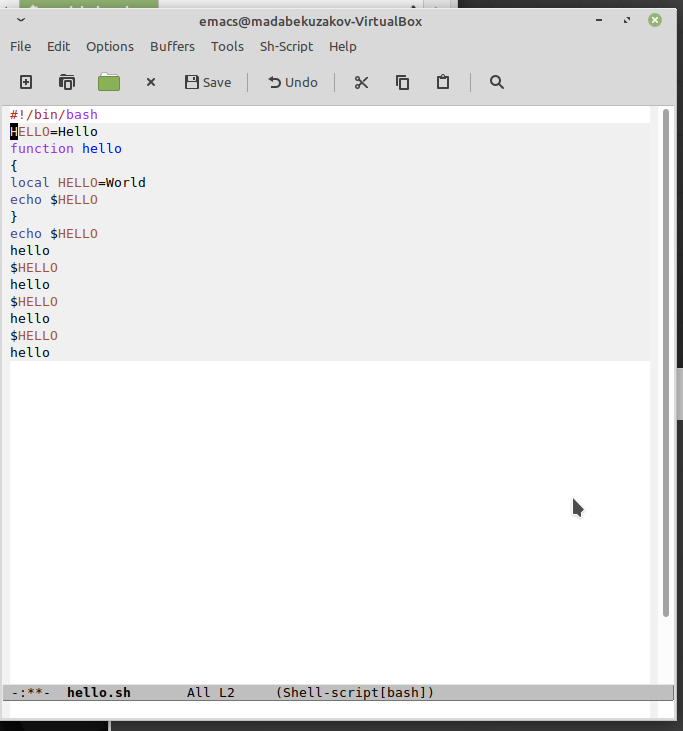 emacs@madabekuzakov-VirtualBox
File Edit Options Buffers Tools Sh-Script Help
Save Undo
#!/bin/bash
HELLO=Hello
function hello
{
local HELLO=World
echo $HELLO
}
echo $HELLO
hello
$HELLO
hello
$HELLO
hello
$HELLO
hello
-:**- hello.sh All L2 (Shell-script[bash])